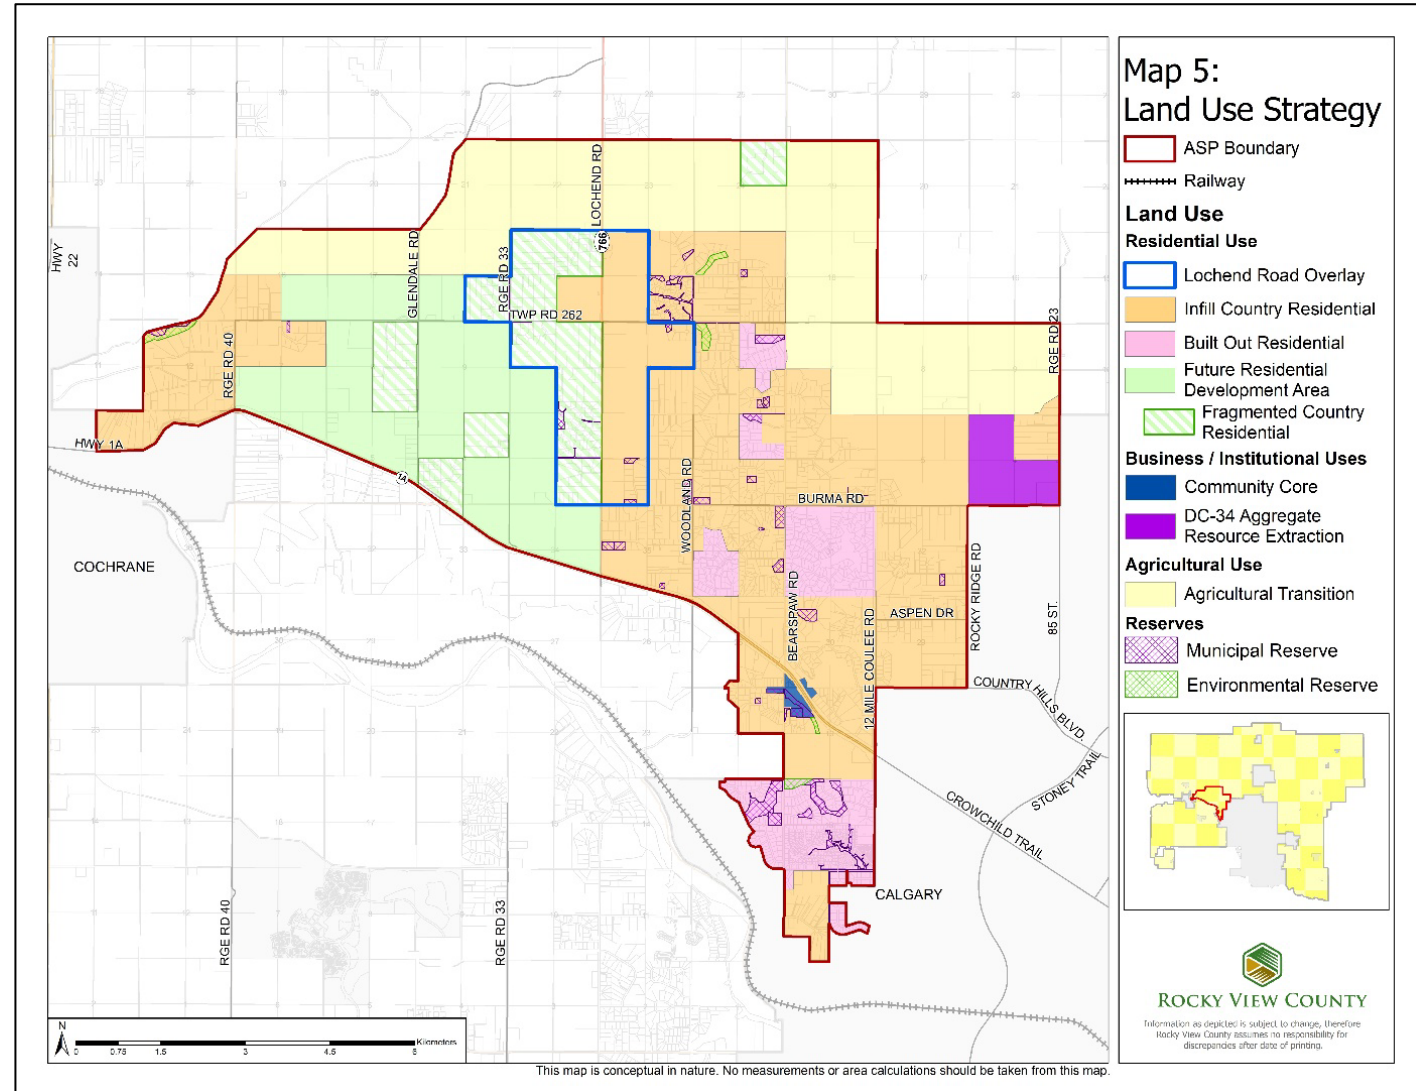 Map 5:
Land Use Strategy
ASP Boundary
Railway
Land Use
Residential Use
Lochend Road Overlay
Infill Country Residential
Built Out Residential
Future Residential
Development Area
Fragmented Country
Residential
Business / Institutional Uses
Community Core
DC-34 Aggregate
Resource Extraction
Agricultural Use
Agricultural Transition
Reserves
Municipal Reserve
Environmental Reserve
ROCKY VIEW COUNTY
Information as depicted is subject to change, therefore
Rocky View County assumes no responsibility for
discrepancies after date of printing.
LOCHEND RD
766
HWY
22
GLENDALE RD
RGE RD 33
TWP RD 262
RGE RD 23
RGE RD 40
HWY 1A
1A
WOODLAND RD
BURMA RD
COCHRANE
BEARSPAW RD
12 MILE COULEE RD
ASPEN DR
ROCKY RIDGE RD
85 ST.
COUNTRY HILLS BLVD.
STONEY TRAIL
CROWCHILD TRAIL
CALGARY
RGE RD 40
RGE RD 33
N
0 0.75 1.5 3 4.5 6 Kilometers
This map is conceptual in nature. No measurements or area calculations should be taken from this map.